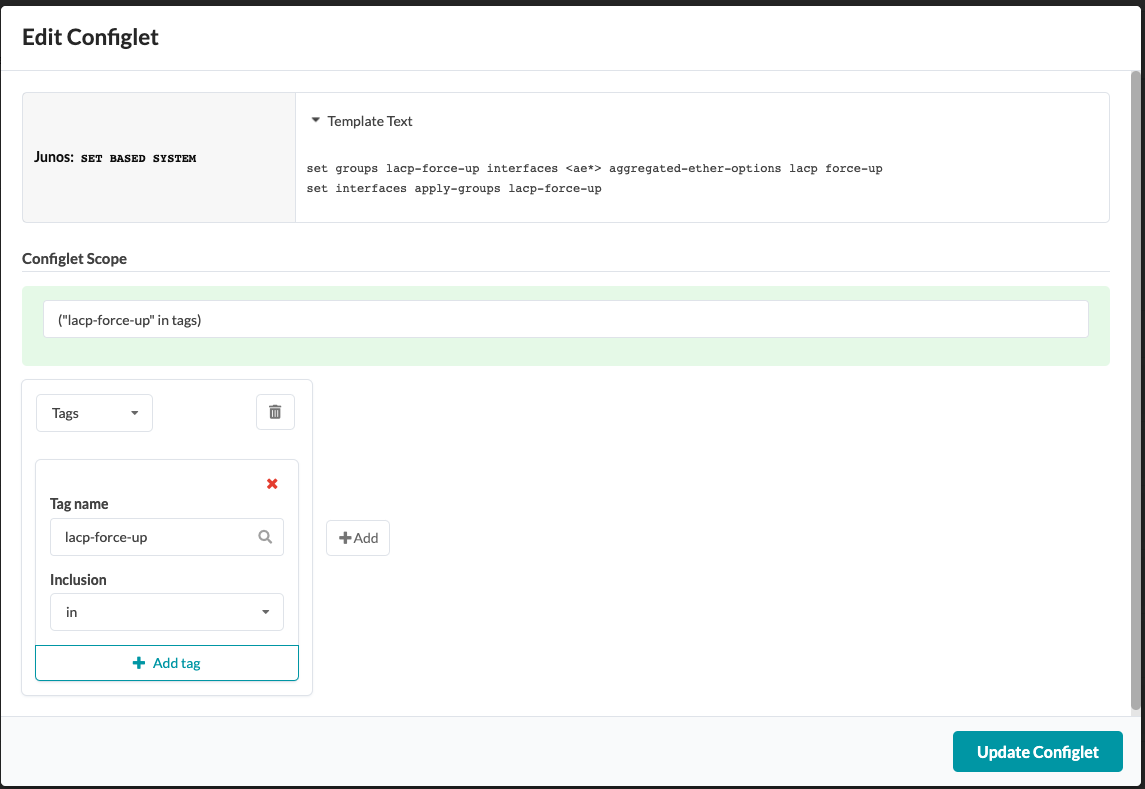 Edit Configlet
Junos: SET BASED SYSTEM
Template Text
set groups lacp-force-up interfaces <ae*> aggregated-ether-options lacp force-up
set interfaces apply-groups lacp-force-up
Configlet Scope
("lacp-force-up" in tags)
Tags
Tag name
lacp-force-up
Add
Inclusion
in
Add tag
Update Configlet